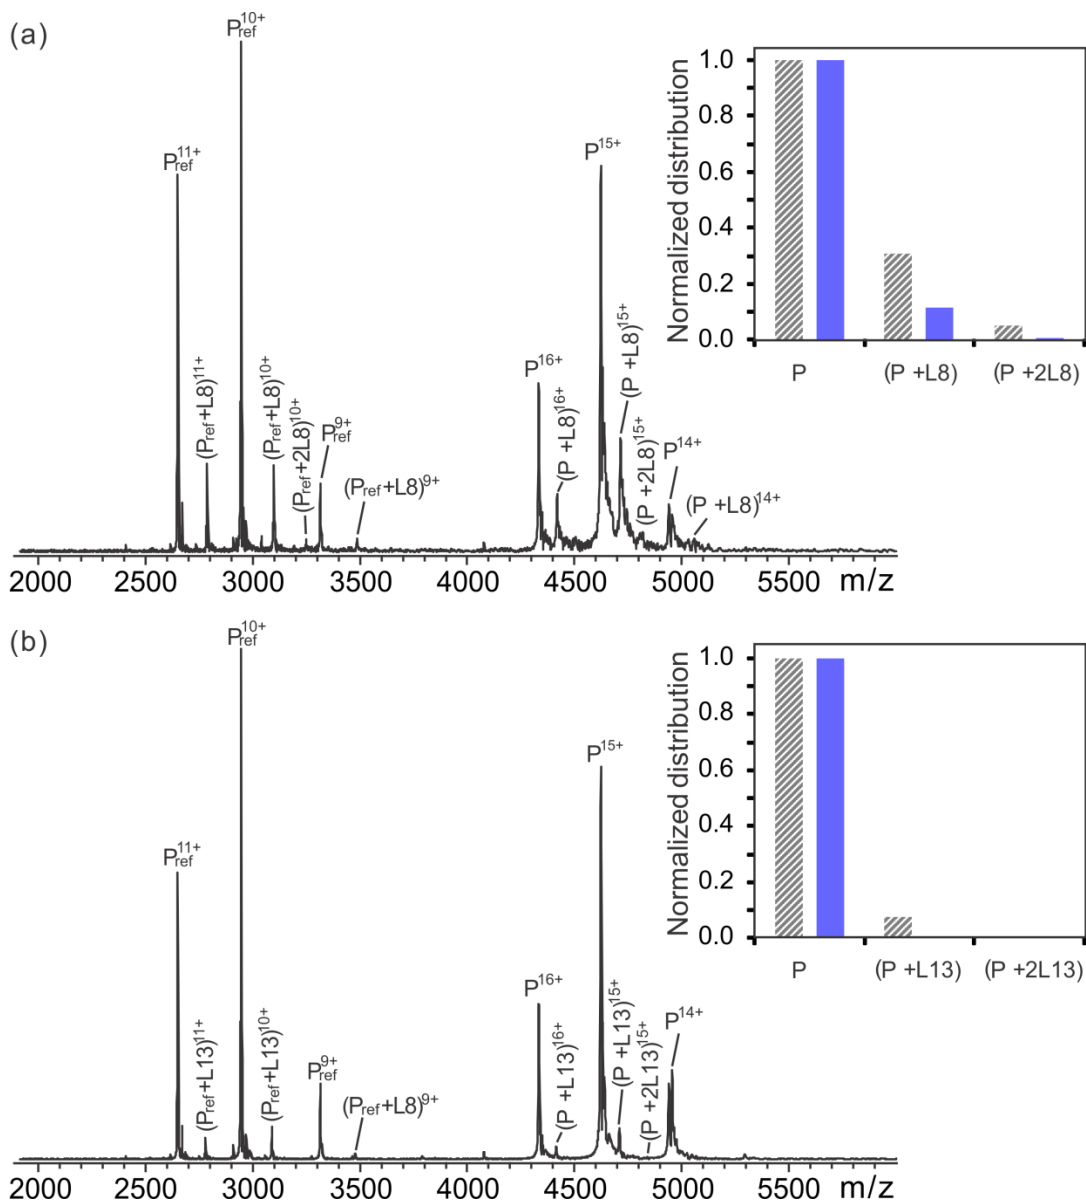 (a)
P_ref^11+
(P_ref+L8)^11+
P_ref^10+
(P_ref+L8)^10+
(P_ref+2L8)^10+
P_ref^9+
(P_ref+L8)^9+
P^16+
(P +L8)^16+
P^15+
(P +L8)^15+
(P +2L8)^15+
P^14+
(P +L8)^14+
2000 2500 3000 3500 4000 4500 5000 5500 m/z
Normalized distribution
1.0
0.8
0.6
0.4
0.2
0.0
P (P +L8) (P +2L8)
(b)
P_ref^11+
(P_ref+L13)^11+
P_ref^10+
(P_ref+L13)^10+
P_ref^9+
(P_ref+L8)^9+
P^16+
(P +L13)^16+
P^15+
(P +L13)^15+
(P +2L13)^15+
P^14+
2000 2500 3000 3500 4000 4500 5000 5500 m/z
Normalized distribution
1.0
0.8
0.6
0.4
0.2
0.0
P (P +L13) (P +2L13)